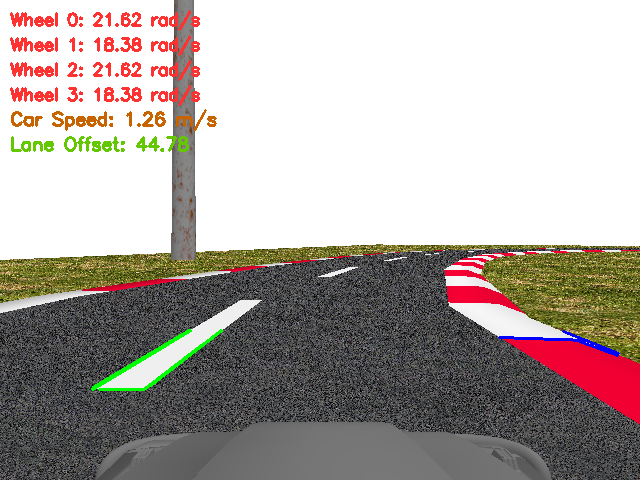 Wheel 0: 21.62 rad/s
Wheel 1: 18.38 rad/s
Wheel 2: 21.62 rad/s
Wheel 3: 18.38 rad/s
Car Speed: 1.26 m/s
Lane Offset: 44.78